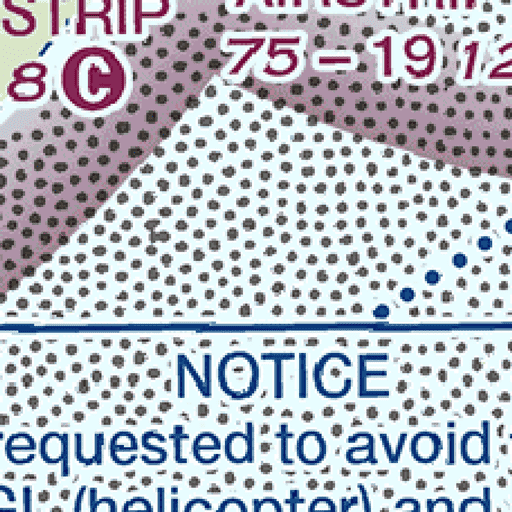 STRIP
8 C
75 – 19 12
NOTICE
requested to avoid
(helicopter) and